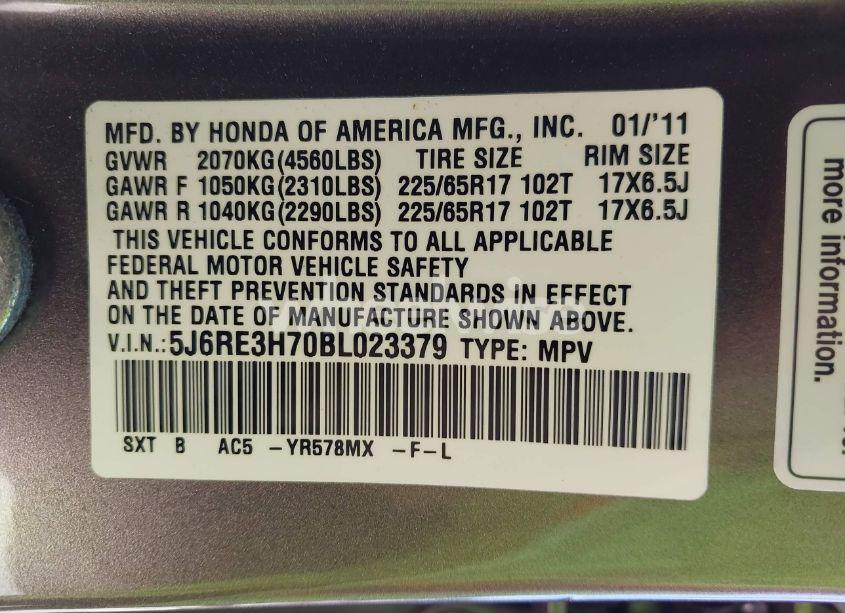 MFD. BY HONDA OF AMERICA MFG., INC. 01/'11
GVWR 2070KG(4560LBS) TIRE SIZE RIM SIZE
GAWR F 1050KG(2310LBS) 225/65R17 102T 17X6.5J
GAWR R 1040KG(2290LBS) 225/65R17 102T 17X6.5J
THIS VEHICLE CONFORMS TO ALL APPLICABLE
FEDERAL MOTOR VEHICLE SAFETY
AND THEFT PREVENTION STANDARDS IN EFFECT
ON THE DATE OF MANUFACTURE SHOWN ABOVE.
V.I.N.: 5J6RE3H70BL023379 TYPE: MPV
SXT B AC5 -YR578MX -F-L
more information.